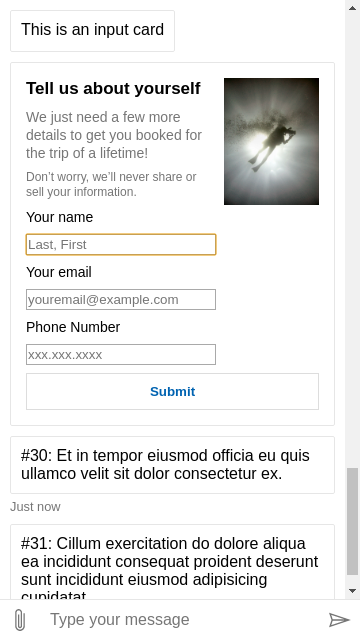 This is an input card
Tell us about yourself
We just need a few more
details to get you booked for
the trip of a lifetime!
Don't worry, we'll never share or
sell your information.
Your name
Last, First
Your email
youremail@example.com
Phone Number
xxx.xxx.xxxx
Submit
#30: Et in tempor eiusmod officia eu quis
ullamco velit sit dolor consectetur ex.
Just now
#31: Cillum exercitation do dolore aliqua
ea incididunt consequat proident deserunt
sunt incididunt eiusmod adipisicing
cupidatat
Type your message